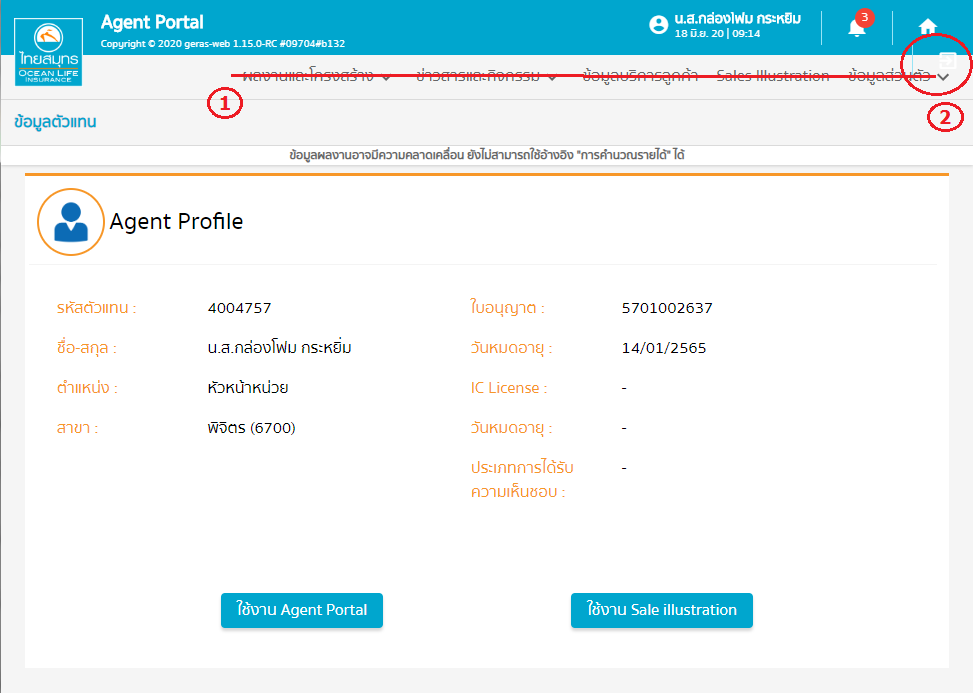 Agent Portal
Copyright © 2020 geras-web 1.15.0-RC #09704#b132
น.ส.กล่องโฟม กระหยิ่ม
18 มิ.ย. 20 | 09:14
3
ไทยสมุทร
OCEAN LIFE
INSURANCE
ผลงานและโครงสร้าง ข่าวสารและกิจกรรม ข้อมูลบริการลูกค้า Sales Illustration ข้อมูลส่วนตัว
1
2
ข้อมูลตัวแทน
ข้อมูลผลงานอาจมีความคลาดเคลื่อน ยังไม่สามารถใช้อ้างอิง "การคำนวณรายได้" ได้
Agent Profile
รหัสตัวแทน : 4004757 ใบอนุญาต : 5701002637
ชื่อ-สกุล : น.ส.กล่องโฟม กระหยิ่ม วันหมดอายุ : 14/01/2565
ตำแหน่ง : หัวหน้าหน่วย IC License : -
สาขา : พิจิตร (6700) วันหมดอายุ : -
ประเภทการได้รับ -
ความเห็นชอบ :
ใช้งาน Agent Portal ใช้งาน Sale illustration